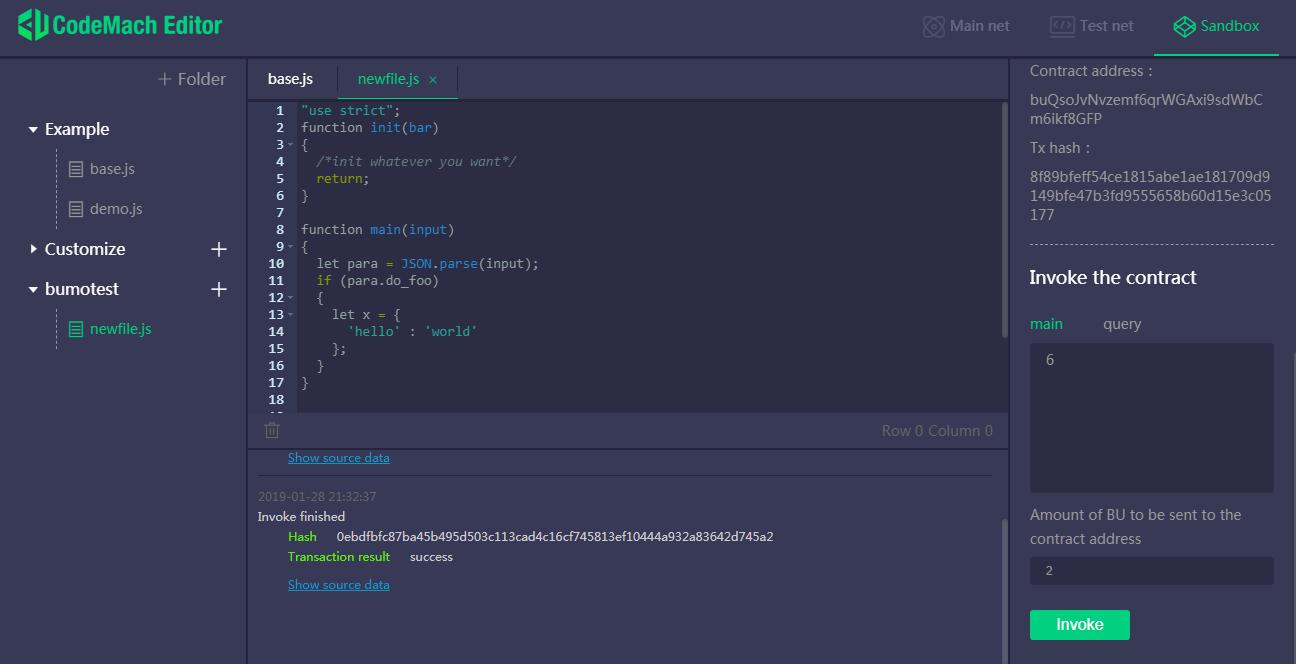 CodeMach Editor
Main net
Test net
Sandbox
+ Folder
Example
base.js
demo.js
Customize +
bumotest +
newfile.js
base.js
newfile.js ×
1 "use strict";
2 function init(bar)
3 {
4 /*init whatever you want*/
5 return;
6 }
7
8 function main(input)
9 {
10 let para = JSON.parse(input);
11 if (para.do_foo)
12 {
13 let x = {
14 'hello' : 'world'
15 };
16 }
17 }
18
Row 0 Column 0
Show source data
2019-01-28 21:32:37
Invoke finished
Hash 0ebdfbfc87ba45b495d503c113cad4c16cf745813ef10444a932a83642d745a2
Transaction result success
Show source data
Contract address :
buQsoJvNvzemf6qrWGAxi9sdWbC
m6ikf8GFP
Tx hash :
8f89bfeff54ce1815abe1ae181709d9
149bfe47b3fd9555658b60d15e3c05
177
Invoke the contract
main query
6
Amount of BU to be sent to the
contract address
2
Invoke